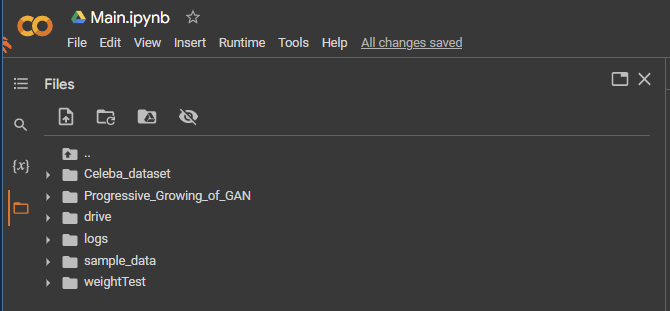 Main.ipynb
File Edit View Insert Runtime Tools Help All changes saved
Files
..
Celeba_dataset
{x}
Progressive_Growing_of_GAN
drive
logs
sample_data
weightTest